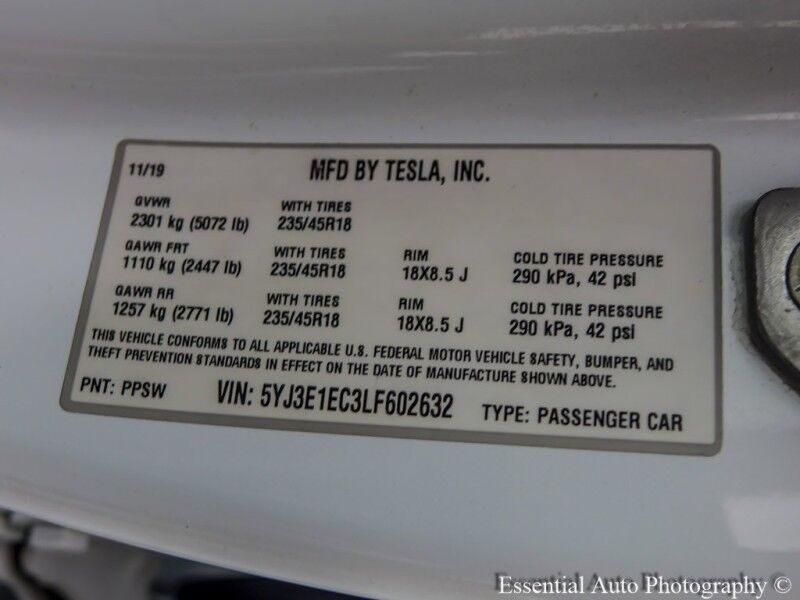 11/19 MFD BY TESLA, INC.
GVWR WITH TIRES
2301 kg (5072 lb) 235/45R18
GAWR FRT WITH TIRES RIM COLD TIRE PRESSURE
1110 kg (2447 lb) 235/45R18 18X8.5 J 290 kPa, 42 psi
GAWR RR WITH TIRES RIM COLD TIRE PRESSURE
1257 kg (2771 lb) 235/45R18 18X8.5 J 290 kPa, 42 psi
THIS VEHICLE CONFORMS TO ALL APPLICABLE U.S. FEDERAL MOTOR VEHICLE SAFETY, BUMPER, AND
THEFT PREVENTION STANDARDS IN EFFECT ON THE DATE OF MANUFACTURE SHOWN ABOVE.
PNT: PPSW VIN: 5YJ3E1EC3LF602632 TYPE: PASSENGER CAR
Essential Auto Photography ©